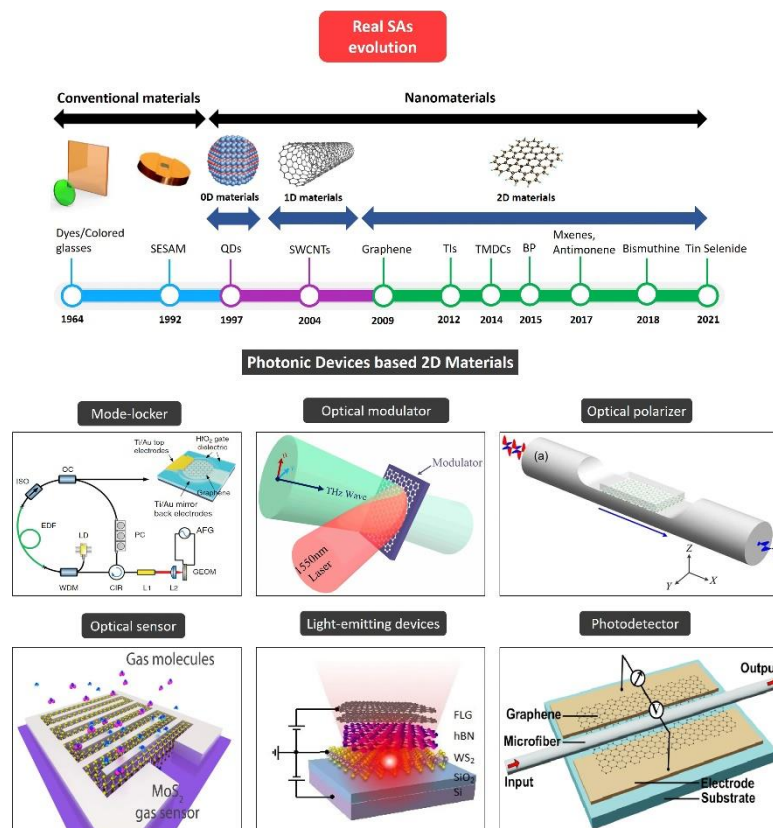 Real SAs
evolution
Conventional materials
Nanomaterials
0D materials
1D materials
2D materials
Dyes/Colored
glasses
SESAM
QDs
SWCNTs
Graphene
TIs
TMDCs
BP
Mxenes,
Antimonene
Bismuthine
Tin Selenide
1964
1992
1997
2004
2009
2012
2014
2015
2017
2018
2021
Photonic Devices based 2D Materials
Mode-locker
Optical modulator
Optical polarizer
Ti/Au top
electrodes
HfO2 gate
dielectric
Graphene
Ti/Au mirror
back electrodes
ISO
OC
EDF
LD
PC
AFG
GEOM
WDM
CIR
L1
L2
Modulator
THz Wave
1550nm
Laser
(a)
Z
Y
X
Optical sensor
Light-emitting devices
Photodetector
Gas molecules
MoS2
gas sensor
FLG
hBN
WS2
SiO2
Si
Output
Graphene
Microfiber
V
Input
Electrode
Substrate